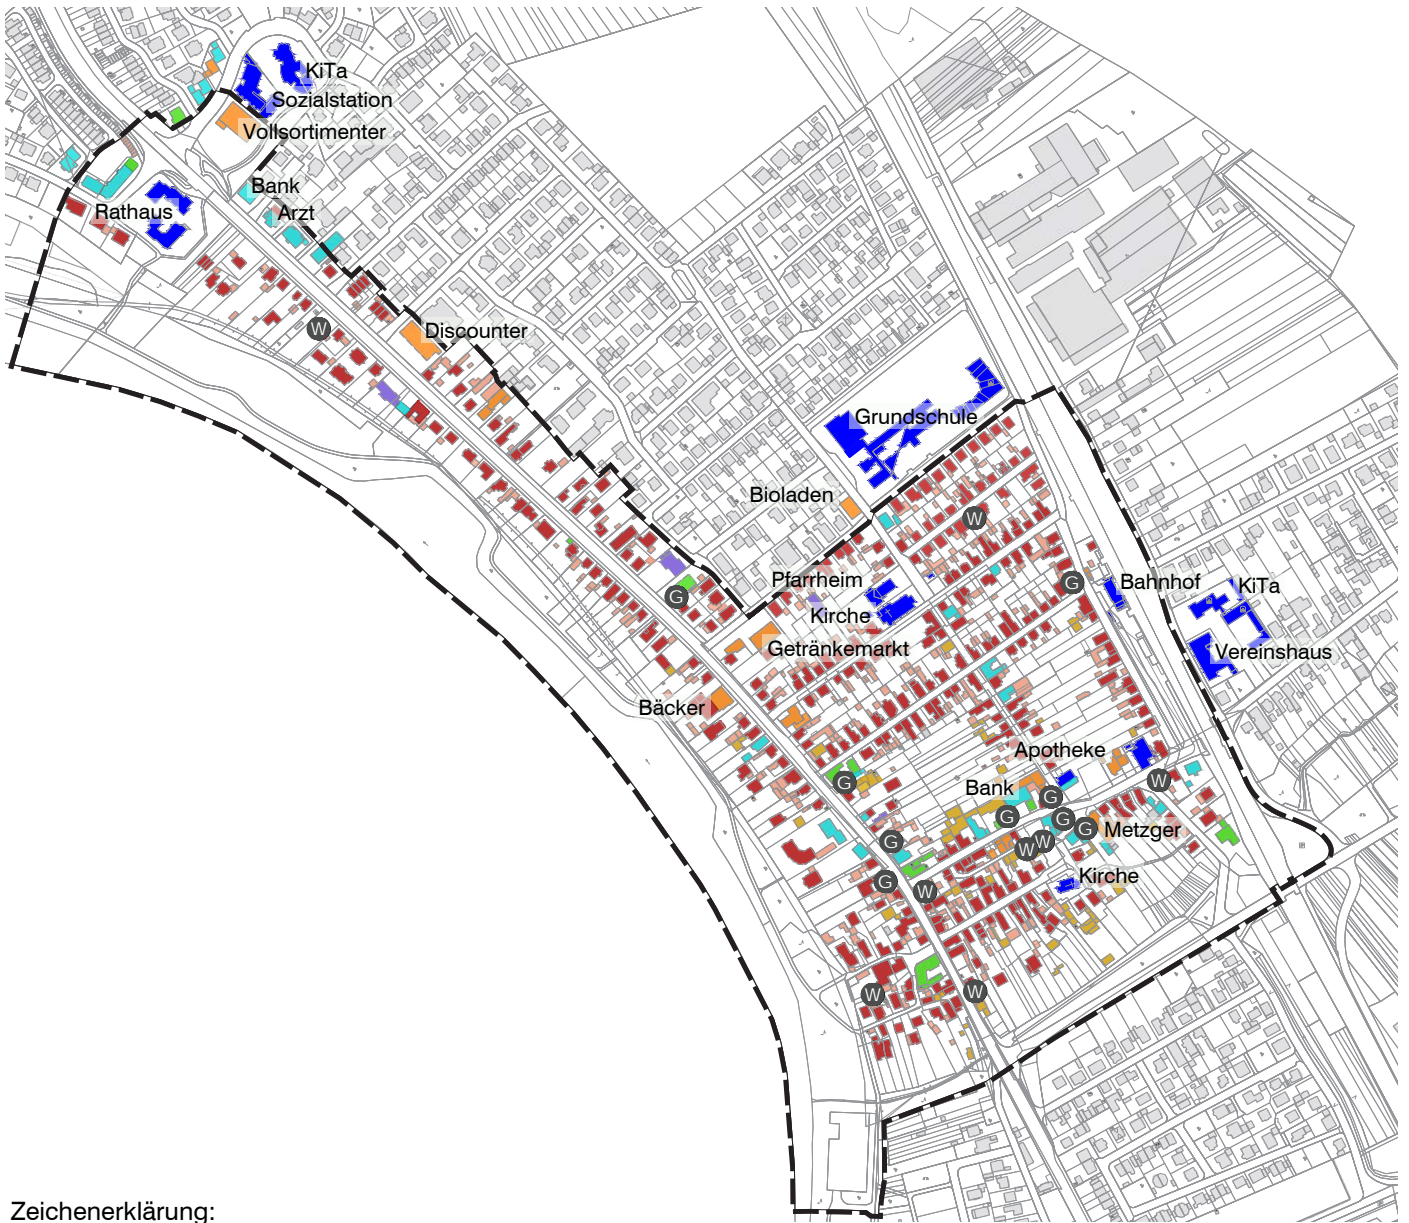 KiTa
Sozialstation
Vollsortimenter
Bank
Rathaus
Arzt
W
Discounter
Grundschule
Bioladen
W
Pfarrheim
G
Bahnhof
KiTa
G
Kirche
Getränkemarkt
Vereinshaus
Bäcker
Apotheke
G
Bank
G
W
G
G
G
Metzger
G
W
W
Kirche
G
W
W
W
Zeichenerklärung: